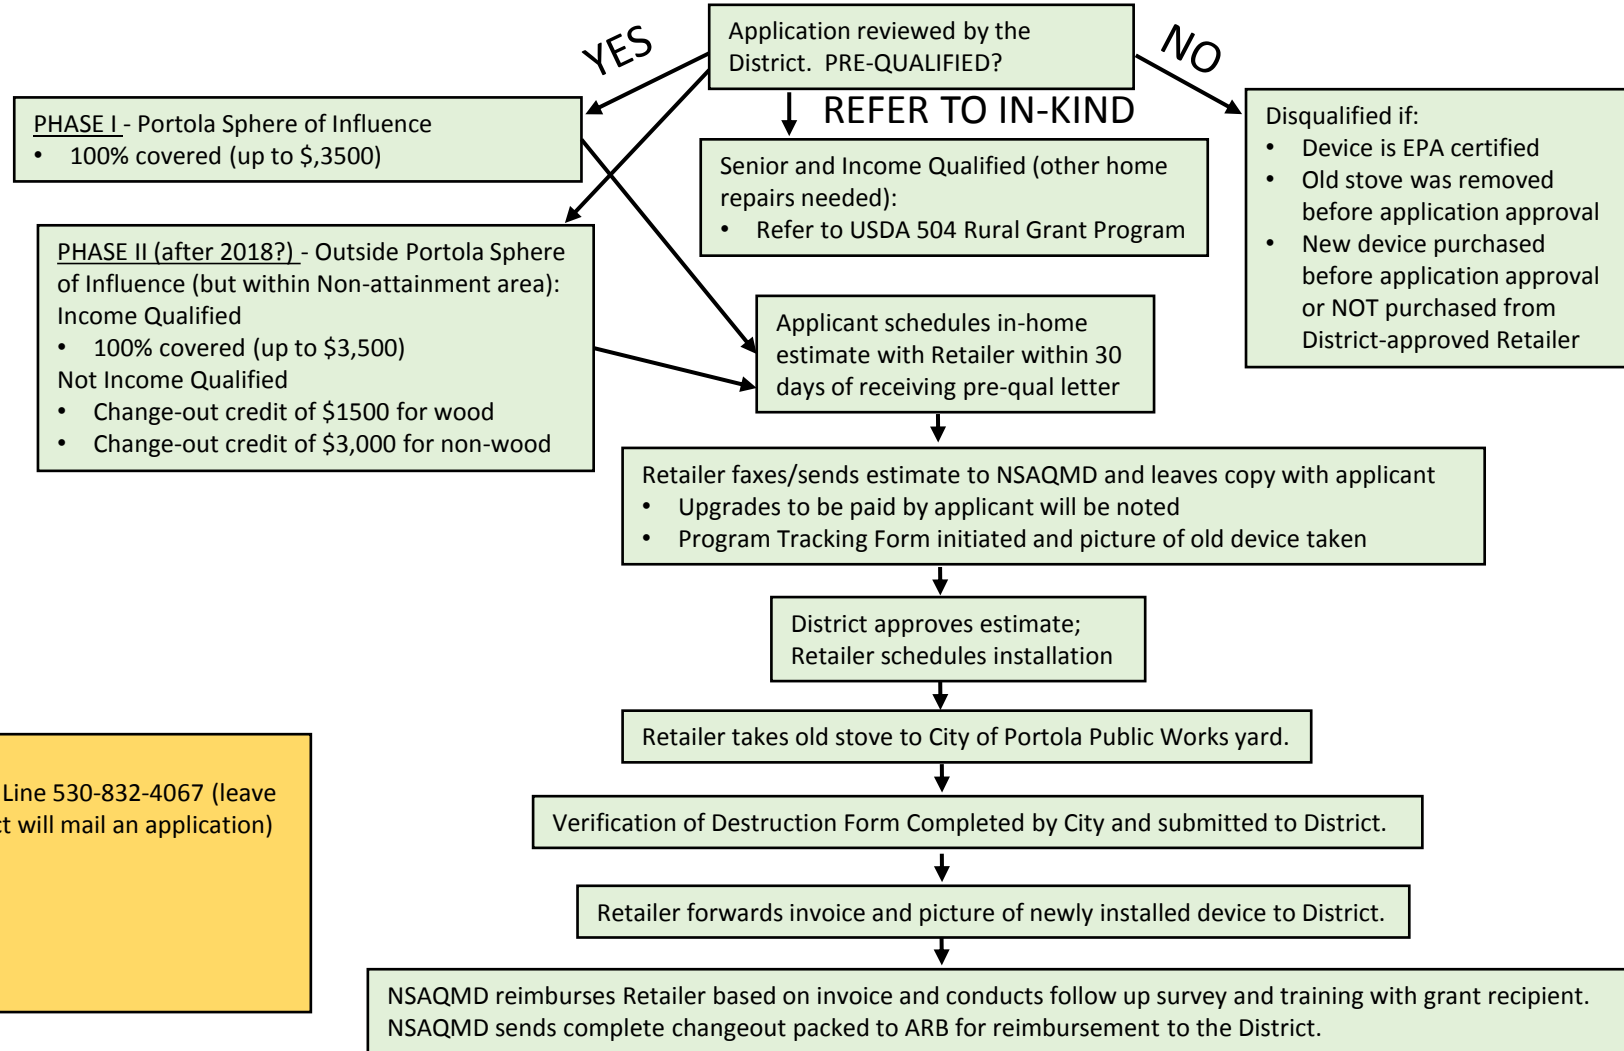 Application reviewed by the
District.  PRE-QUALIFIED?
YES
NO
REFER TO IN-KIND
PHASE I - Portola Sphere of Influence
• 100% covered (up to $,3500)
Senior and Income Qualified (other home
repairs needed):
• Refer to USDA 504 Rural Grant Program
Disqualified if:
• Device is EPA certified
• Old stove was removed
before application approval
• New device purchased
before application approval
or NOT purchased from
District-approved Retailer
PHASE II (after 2018?) - Outside Portola Sphere
of Influence (but within Non-attainment area):
Income Qualified
• 100% covered (up to $3,500)
Not Income Qualified
• Change-out credit of $1500 for wood
• Change-out credit of $3,000 for non-wood
Applicant schedules in-home
estimate with Retailer within 30
days of receiving pre-qual letter
Retailer faxes/sends estimate to NSAQMD and leaves copy with applicant
• Upgrades to be paid by applicant will be noted
• Program Tracking Form initiated and picture of old device taken
District approves estimate;
Retailer schedules installation
Retailer takes old stove to City of Portola Public Works yard.
Line 530-832-4067 (leave
ct will mail an application)
Verification of Destruction Form Completed by City and submitted to District.
Retailer forwards invoice and picture of newly installed device to District.
NSAQMD reimburses Retailer based on invoice and conducts follow up survey and training with grant recipient.
NSAQMD sends complete changeout packed to ARB for reimbursement to the District.